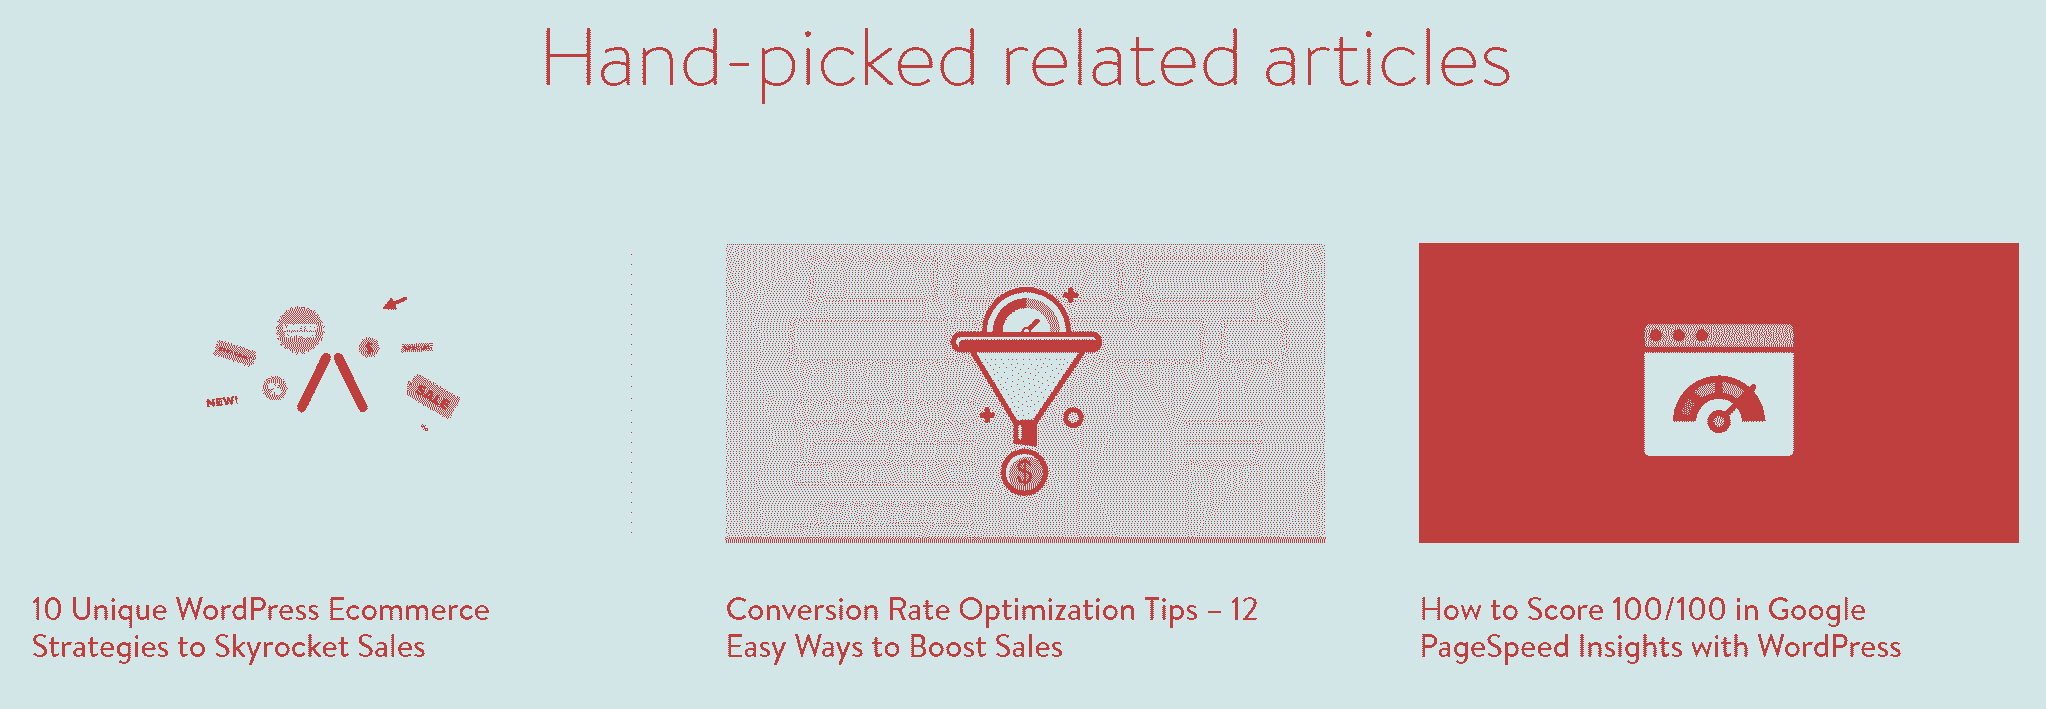 Hand-picked related articles
NEW!
SALE
$
$
10 Unique WordPress Ecommerce
Strategies to Skyrocket Sales
Conversion Rate Optimization Tips – 12
Easy Ways to Boost Sales
How to Score 100/100 in Google
PageSpeed Insights with WordPress